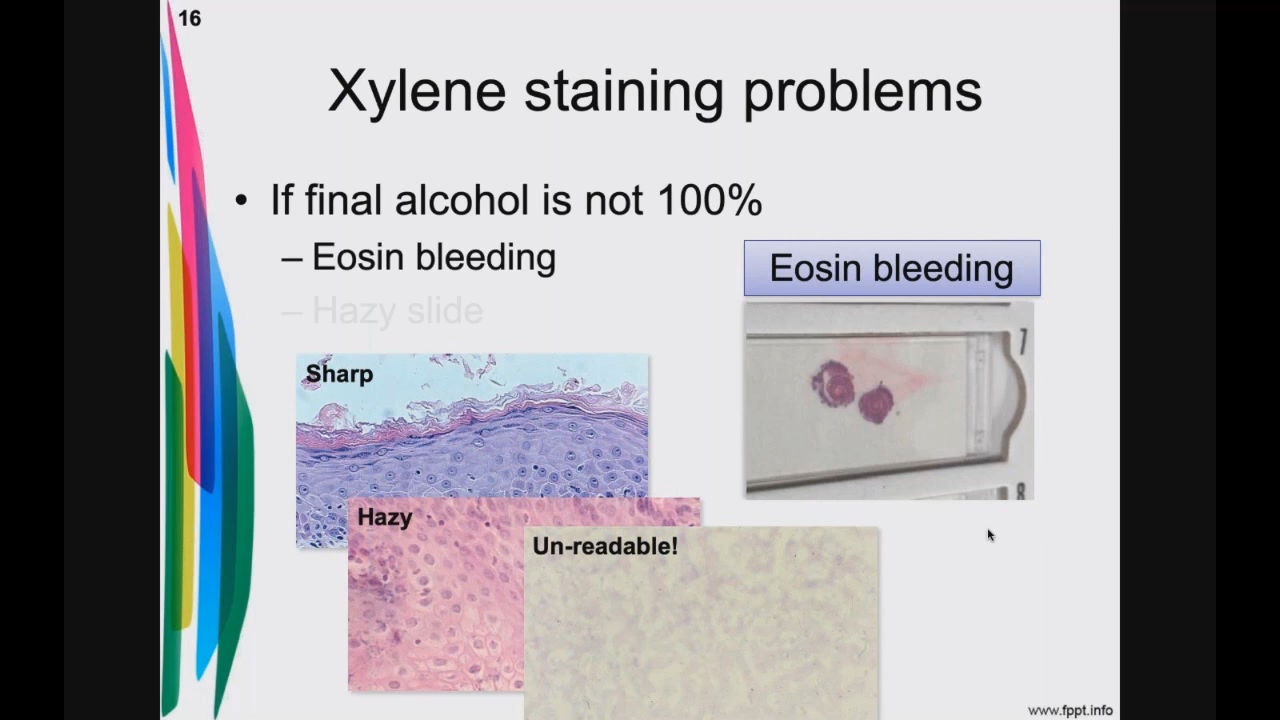 16
Xylene staining problems
• If final alcohol is not 100%
– Eosin bleeding
– Hazy slide
Eosin bleeding
7
8
Sharp
Hazy
Un-readable!
www.fppt.info